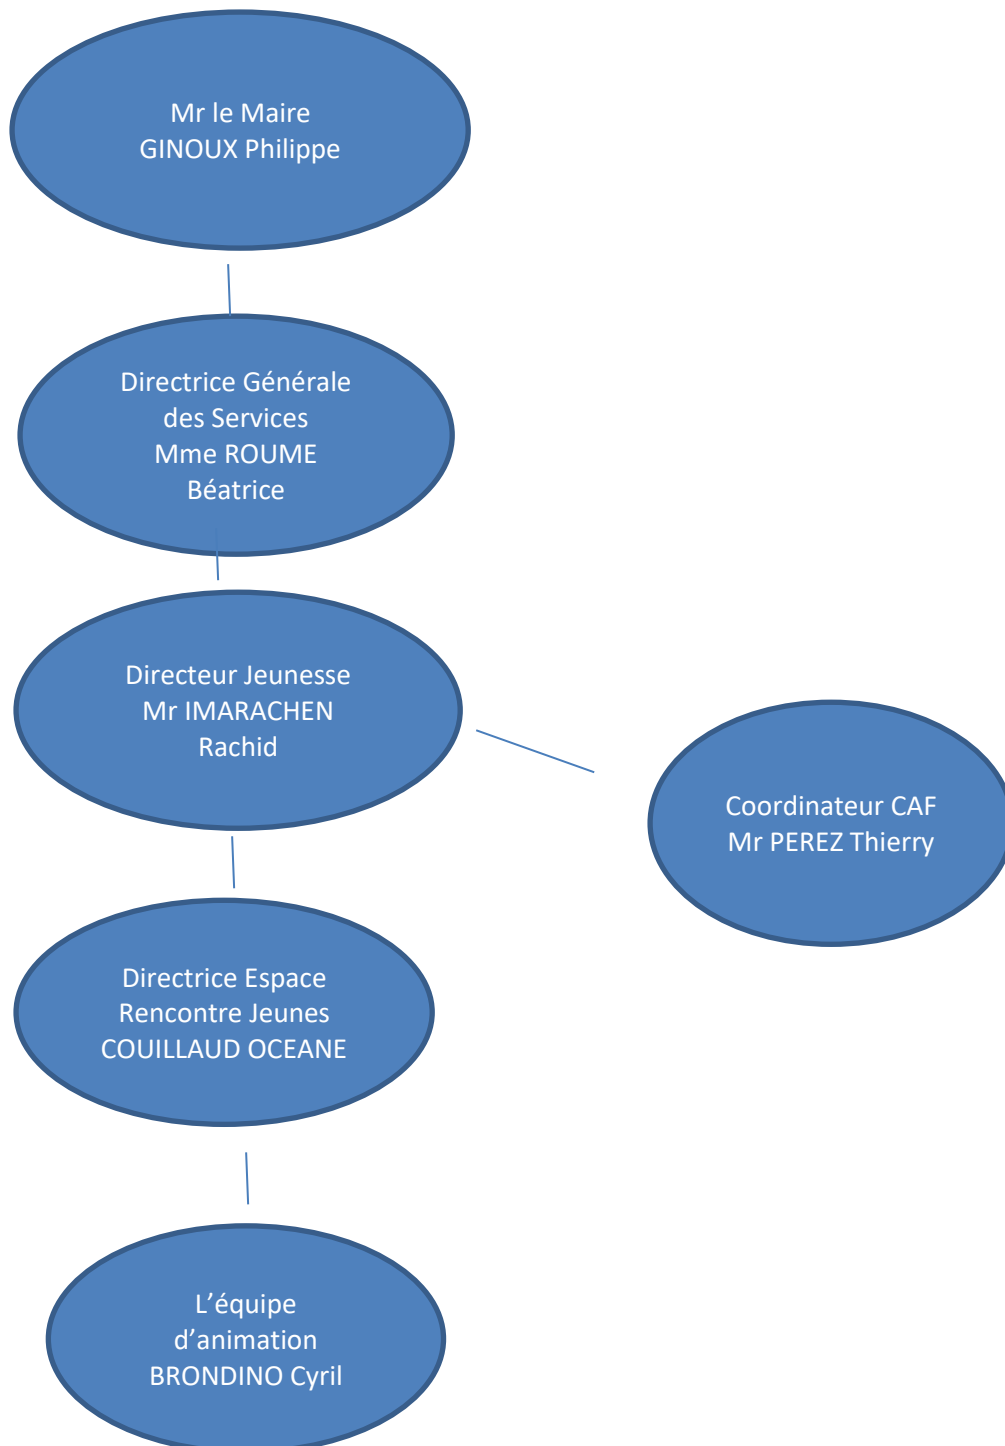 Mr le Maire
GINOUX Philippe
Directrice Générale
des Services
Mme ROUME
Béatrice
Directeur Jeunesse
Mr IMARACHEN
Rachid
Coordinateur CAF
Mr PEREZ Thierry
Directrice Espace
Rencontre Jeunes
COUILLAUD OCEANE
L’équipe
d’animation
BRONDINO Cyril